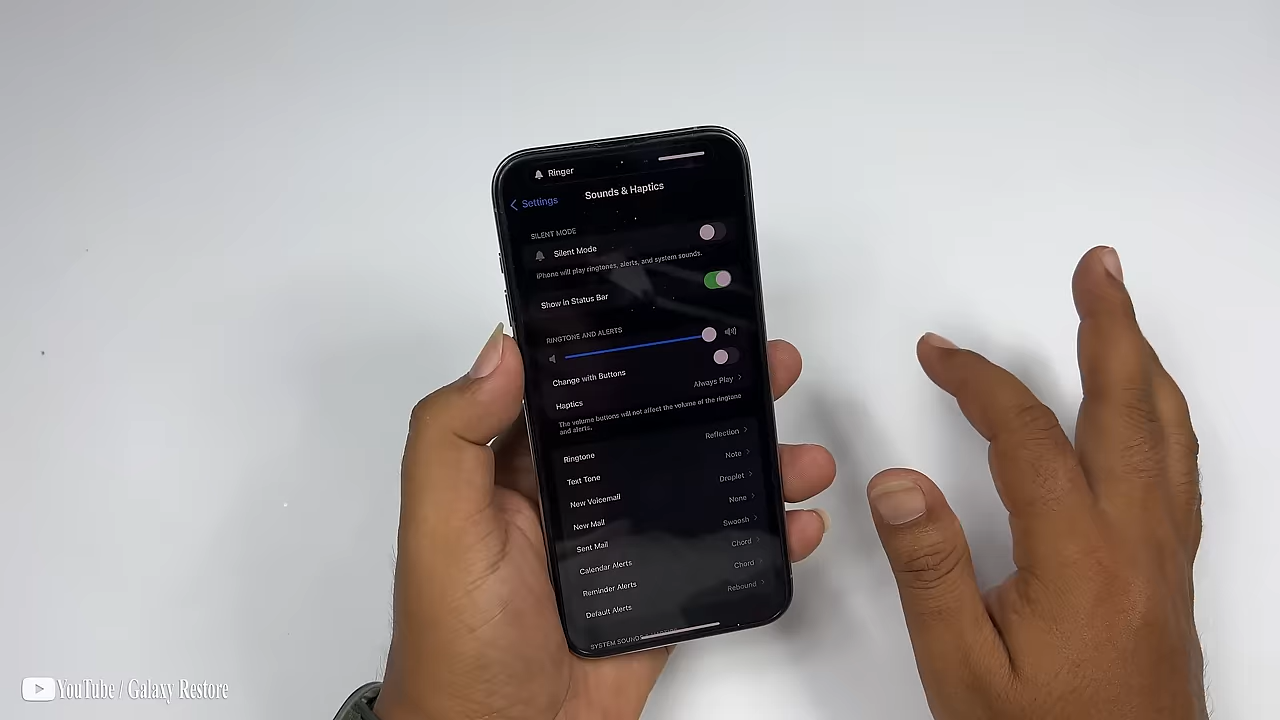 Ringer
Settings
Sounds & Haptics
SILENT MODE
Silent Mode
iPhone will play ringtones, alerts, and system sounds.
Show in Status Bar
RINGTONE AND ALERTS
Change with Buttons
Haptics Always Play
The volume buttons will not affect the volume of the ringtone
and alerts.
Ringtone Reflection
Text Tone Note
New Voicemail Droplet
New Mail None
Sent Mail Swoosh
Calendar Alerts Chord
Reminder Alerts Chord
Default Alerts Rebound
SYSTEM SOUNDS
YouTube / Galaxy Restore